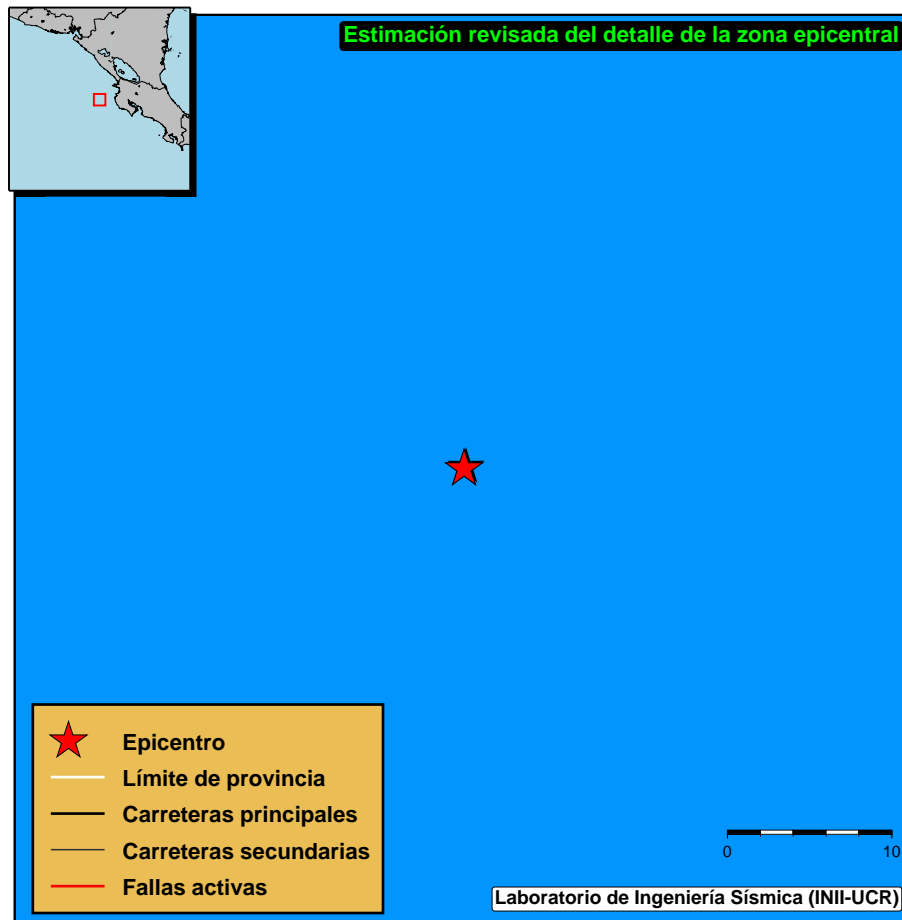 Estimación revisada del detalle de la zona epicentral
Epicentro
Límite de provincia
Carreteras principales
Carreteras secundarias
Fallas activas
0 10
Laboratorio de Ingeniería Sísmica (INII-UCR)